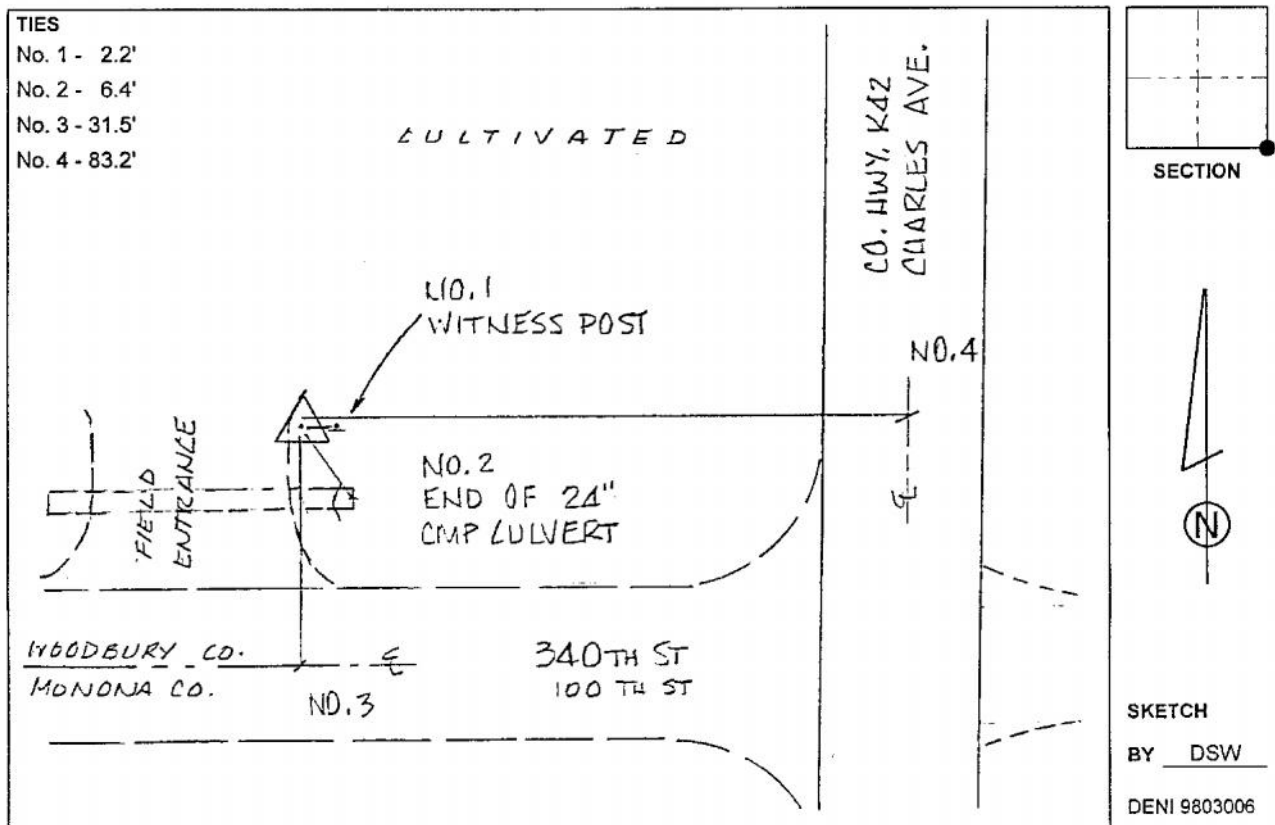 TIES
No. 1 - 2.2'
No. 2 - 6.4'
No. 3 - 31.5'
No. 4 - 83.2'
CULTIVATED
CO. HWY. K42
CHARLES AVE.
SECTION
NO. 1
WITNESS POST
NO. 4
FIELD
ENTRANCE
NO. 2
END OF 24"
CMP CULVERT
℄
N
WOODBURY CO.
MONONA CO.
℄
NO. 3
340TH ST
100 TH ST
SKETCH
BY DSW
DENI 9803006